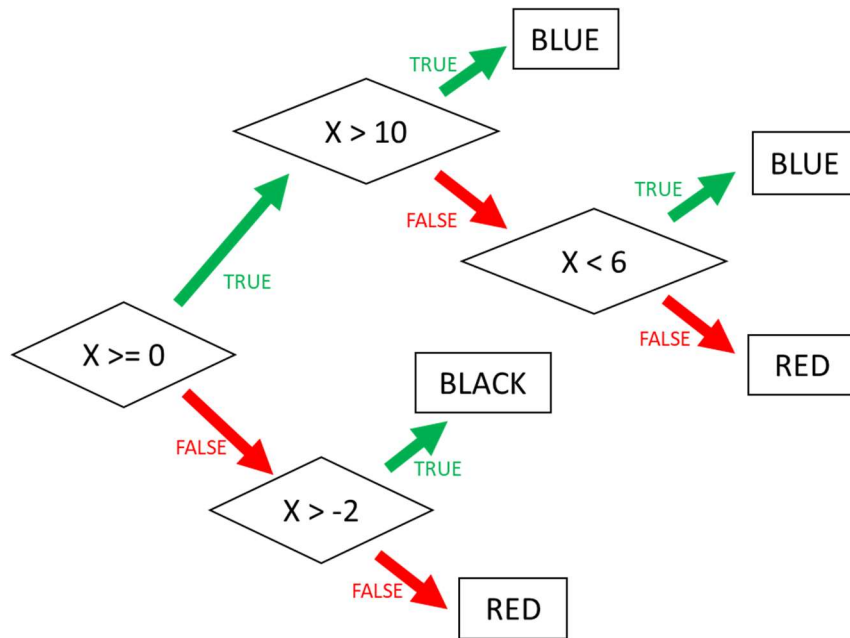 BLUE
TRUE
X > 10
BLUE
TRUE
FALSE
X < 6
TRUE
FALSE
X >= 0
RED
BLACK
FALSE
TRUE
X > -2
FALSE
RED